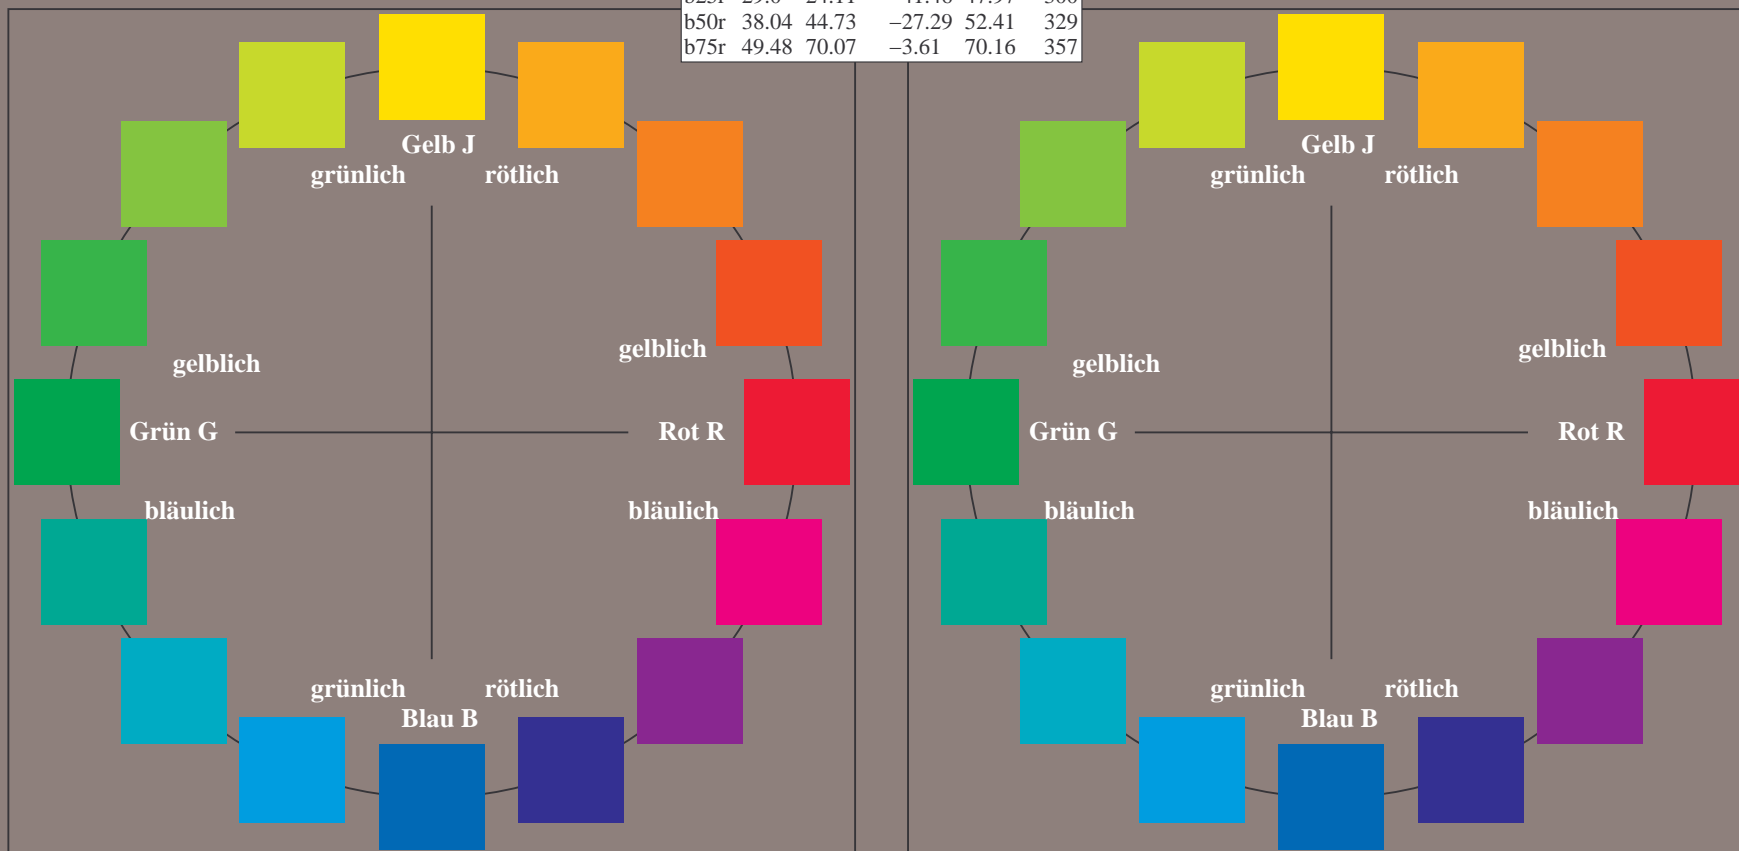 b50r 38.04 44.73 −27.29 52.41 329
b75r 49.48 70.07 −3.61 70.16 357
Gelb J
grünlich rötlich
gelblich
gelblich
Grün G
Rot R
bläulich
bläulich
grünlich rötlich
Blau B
Gelb J
grünlich rötlich
gelblich
gelblich
Grün G
Rot R
bläulich
bläulich
grünlich rötlich
Blau B